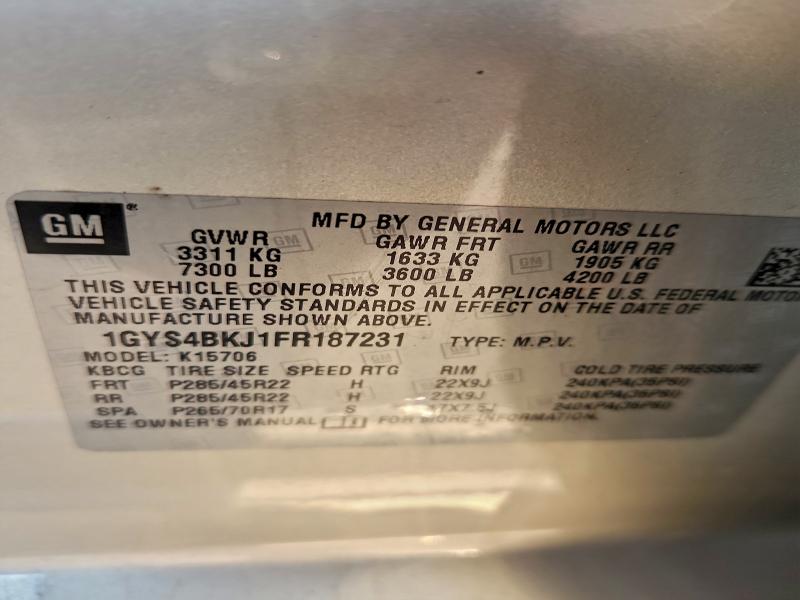 GM ®
MFD BY GENERAL MOTORS LLC
GVWR GAWR FRT GAWR RR
3311 KG 1633 KG 1905 KG
7300 LB 3600 LB 4200 LB
THIS VEHICLE CONFORMS TO ALL APPLICABLE U.S. FEDERAL MOTO
VEHICLE SAFETY STANDARDS IN EFFECT ON THE DATE OF
MANUFACTURE SHOWN ABOVE.
1GYS4BKJ1FR187231 TYPE: M.P.V.
MODEL: K15706
KBCG TIRE SIZE SPEED RTG RIM COLD TIRE PRESSURE
FRT P285/45R22 H 22X9J 240KPA(35PSI)
RR P285/45R22 H 22X9J 240KPA(35PSI)
SPA P265/70R17 S 17X7.5J 240KPA(35PSI)
SEE OWNER'S MANUAL FOR MORE INFORMATION.